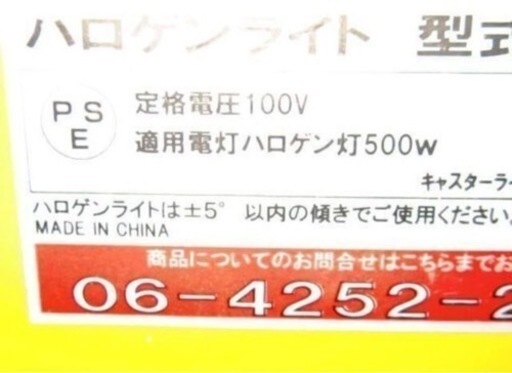 ハロゲンライト 型式
PS
E
定格電圧100V
適用電灯ハロゲン灯500w
キャスターラ
ハロゲンライトは±5° 以内の傾きでご使用ください。
MADE IN CHINA
商品についてのお問合せはこちらまでお
06-4252-2